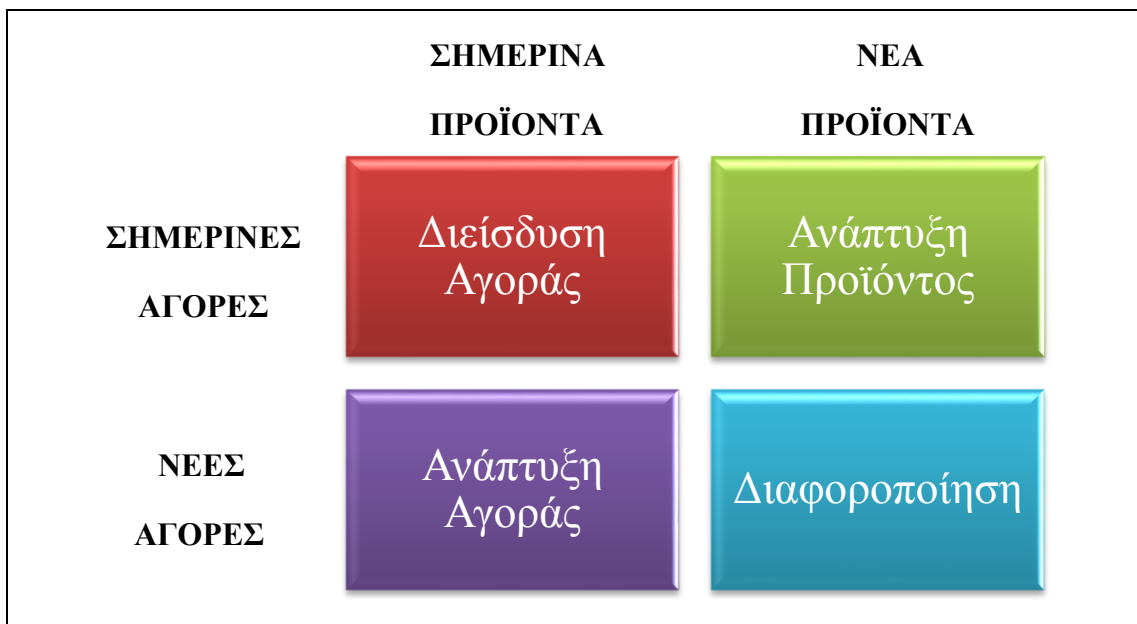 ΣΗΜΕΡΙΝΑ
ΠΡΟΪΟΝΤΑ
ΝΕΑ
ΠΡΟΪΟΝΤΑ
ΣΗΜΕΡΙΝΕΣ
ΑΓΟΡΕΣ
Διείσδυση
Αγοράς
Ανάπτυξη
Προϊόντος
ΝΕΕΣ
ΑΓΟΡΕΣ
Ανάπτυξη
Αγοράς
Διαφοροποίηση